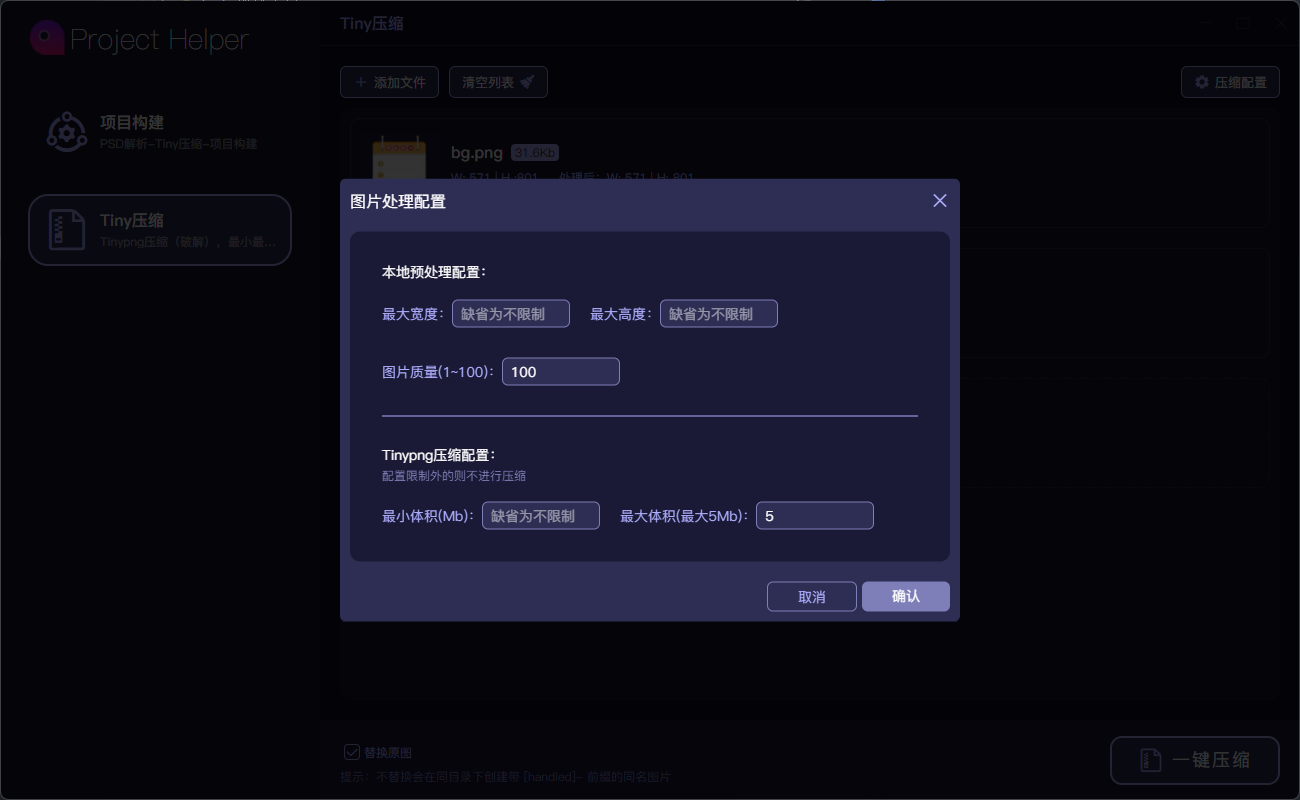 Project Helper
项目构建
PSD解析-Tiny压缩-项目构建
Tiny压缩
Tinypng压缩（破解），最小最...
Tiny压缩
添加文件
清空列表
压缩配置
bg.png 31.6Kb
W: 571 | H :801 处理后：W: 571 | H: 801
图片处理配置
本地预处理配置：
最大宽度： 缺省为不限制 最大高度： 缺省为不限制
图片质量(1~100)： 100
Tinypng压缩配置：
配置限制外的则不进行压缩
最小体积(Mb)： 缺省为不限制 最大体积(最大5Mb)： 5
取消 确认
替换原图
提示：不替换会在同目录下创建带 [handled]- 前缀的同名图片
一键压缩